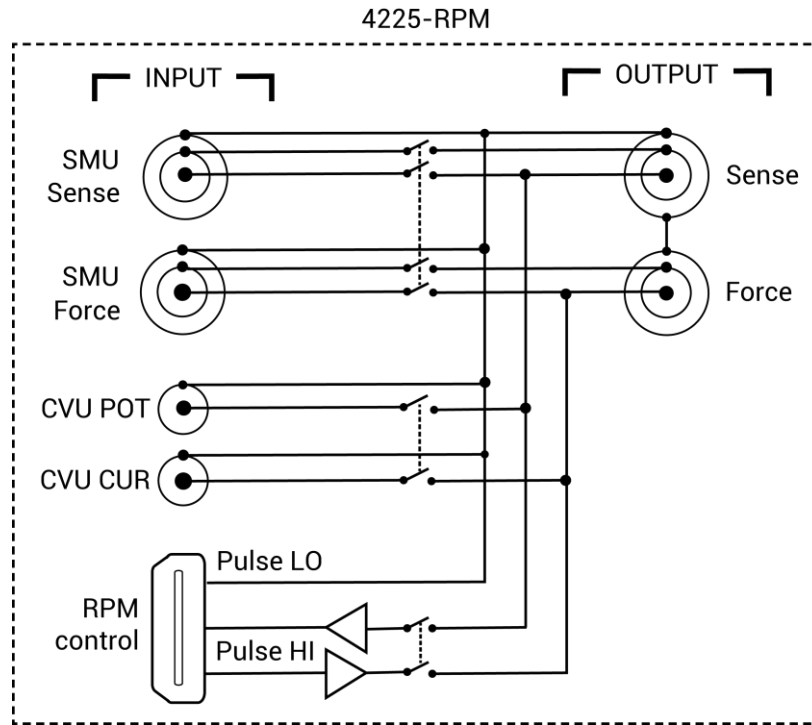 4225-RPM
INPUT
OUTPUT
SMU
Sense
Sense
SMU
Force
Force
CVU POT
CVU CUR
Pulse LO
RPM
control
Pulse HI